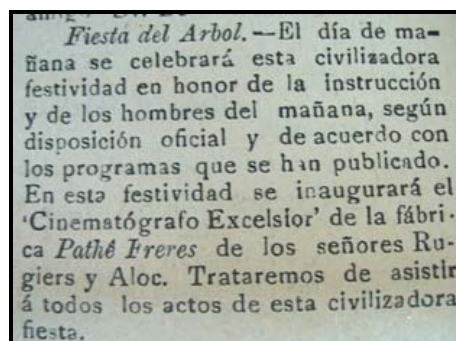 Fiesta del Arbol.—El día de ma-
ñana se celebrará esta civilizadora
festividad en honor de la instrucción
y de los hombres del mañana, según
disposición oficial y de acuerdo con
los programas que se han publicado.
En esta festividad se inaugurará el
'Cinematógrafo Excelsior' de la fábri-
ca Pathé Freres de los señores Ru-
giers y Aloc. Trataremos de asistir
á todos los actos de esta civilizadora
fiesta.